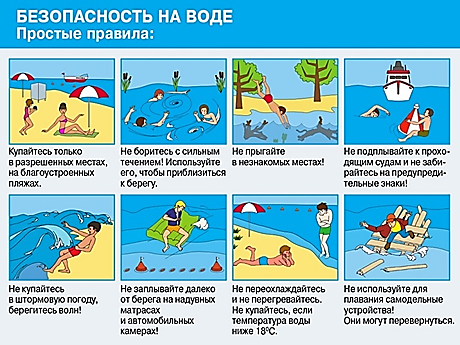 БЕЗОПАСНОСТЬ НА ВОДЕ
Простые правила:
Купайтесь только
в разрешенных местах,
на благоустроенных
пляжах.
Не боритесь с сильным
течением! Используйте
его, чтобы приблизиться
к берегу.
Не прыгайте
в незнакомых местах!
Не подплывайте к прохо-
дящим судам и не заби-
райтесь на предупреди-
тельные знаки!
Не купайтесь
в штормовую погоду,
берегитесь волн!
Не заплывайте далеко
от берега на надувных
матрасах
и автомобильных
камерах!
Не переохлаждайтесь
и не перегревайтесь.
Не купайтесь, если
температура воды
ниже 18⁰С.
Не используйте для
плавания самодельные
устройства!
Они могут перевернуться.